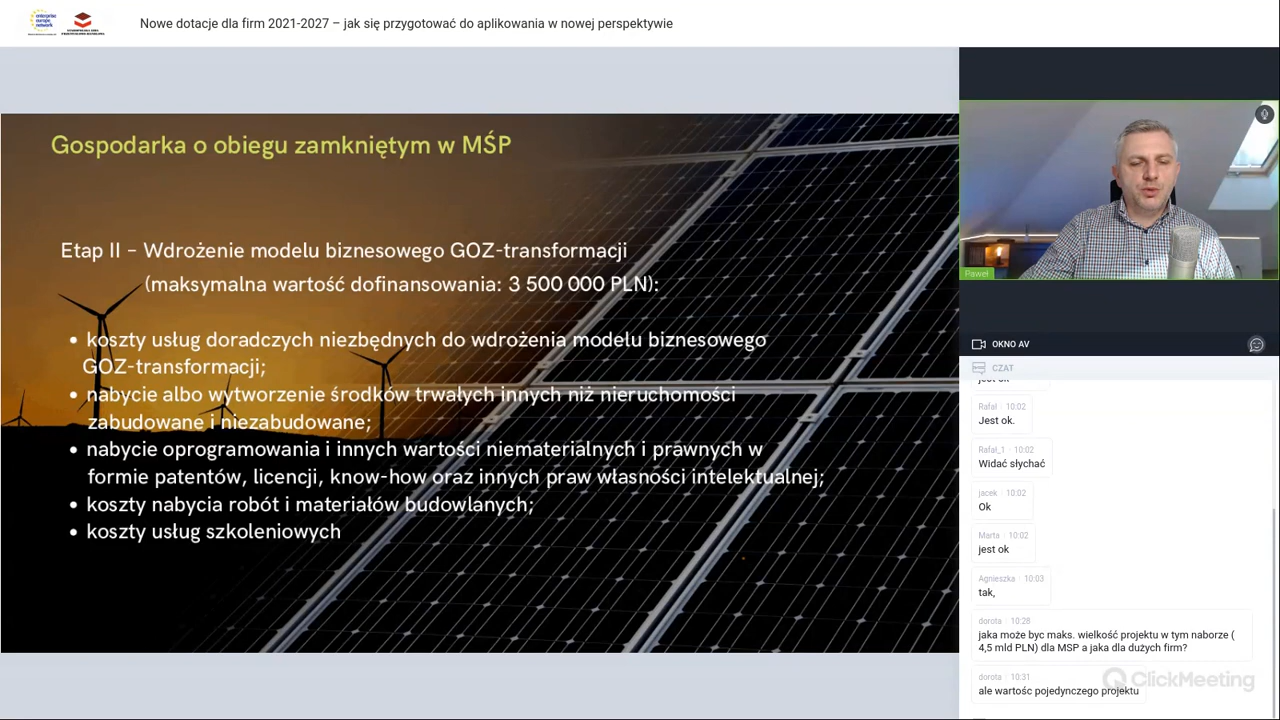 enterprise
europe
network
Nowe dotacje dla firm 2021-2027 – jak się przygotować do aplikowania w nowej perspektywie
Gospodarka o obiegu zamkniętym w MŚP
Etap II – Wdrożenie modelu biznesowego GOZ-transformacji
(maksymalna wartość dofinansowania: 3 500 000 PLN):
• koszty usług doradczych niezbędnych do wdrożenia modelu biznesowego
GOZ-transformacji;
• nabycie albo wytworzenie środków trwałych innych niż nieruchomości
zabudowane i niezabudowane;
• nabycie oprogramowania i innych wartości niematerialnych i prawnych w
formie patentów, licencji, know-how oraz innych praw własności intelektualnej;
• koszty nabycia robót i materiałów budowlanych;
• koszty usług szkoleniowych
Paweł
OKNO AV
CZAT
jest ok
Rafał 10:02
Jest ok.
Rafał_1 10:02
Widać słychać
jacek 10:02
Ok
Marta 10:02
jest ok
Agnieszka 10:03
tak,
dorota 10:28
jaka może byc maks. wielkość projektu w tym naborze (
4,5 mld PLN) dla MSP a jaka dla dużych firm?
dorota 10:31
ale wartośc pojedynczego projektu
ClickMeeting